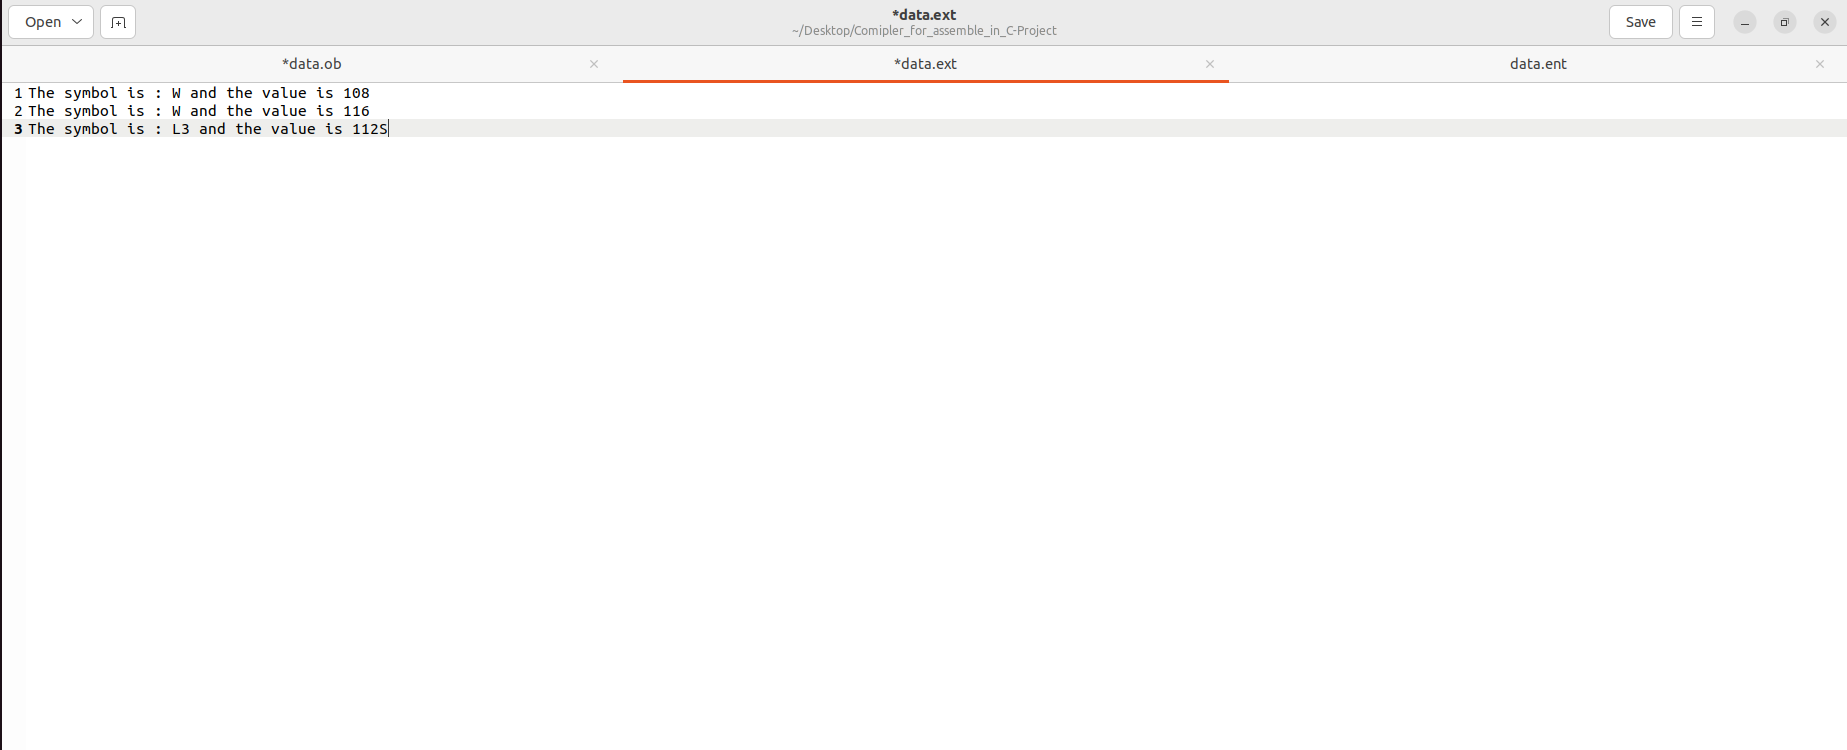 Open
*data.ext
~/Desktop/Comipler_for_assemble_in_C-Project
Save
*data.ob
*data.ext
data.ent
1 The symbol is : W and the value is 108
2 The symbol is : W and the value is 116
3 The symbol is : L3 and the value is 112S